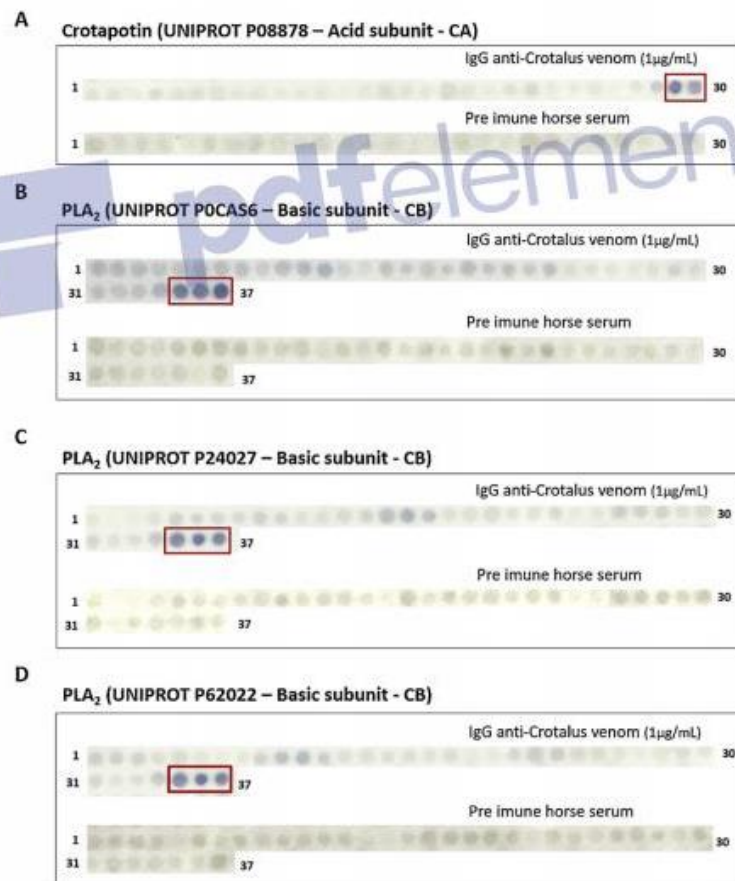 A
Crotapotin (UNIPROT P08878 – Acid subunit - CA)
IgG anti-Crotalus venom (1µg/mL)
1 30
Pre imune horse serum
1 30
pdfelement
B
PLA₂ (UNIPROT P0CAS6 – Basic subunit - CB)
IgG anti-Crotalus venom (1µg/mL)
1 30
31 37
Pre imune horse serum
1 30
31 37
C
PLA₂ (UNIPROT P24027 – Basic subunit - CB)
IgG anti-Crotalus venom (1µg/mL)
1 30
31 37
Pre imune horse serum
1 30
31 37
D
PLA₂ (UNIPROT P62022 – Basic subunit - CB)
IgG anti-Crotalus venom (1µg/mL)
1 30
31 37
Pre imune horse serum
1 30
31 37